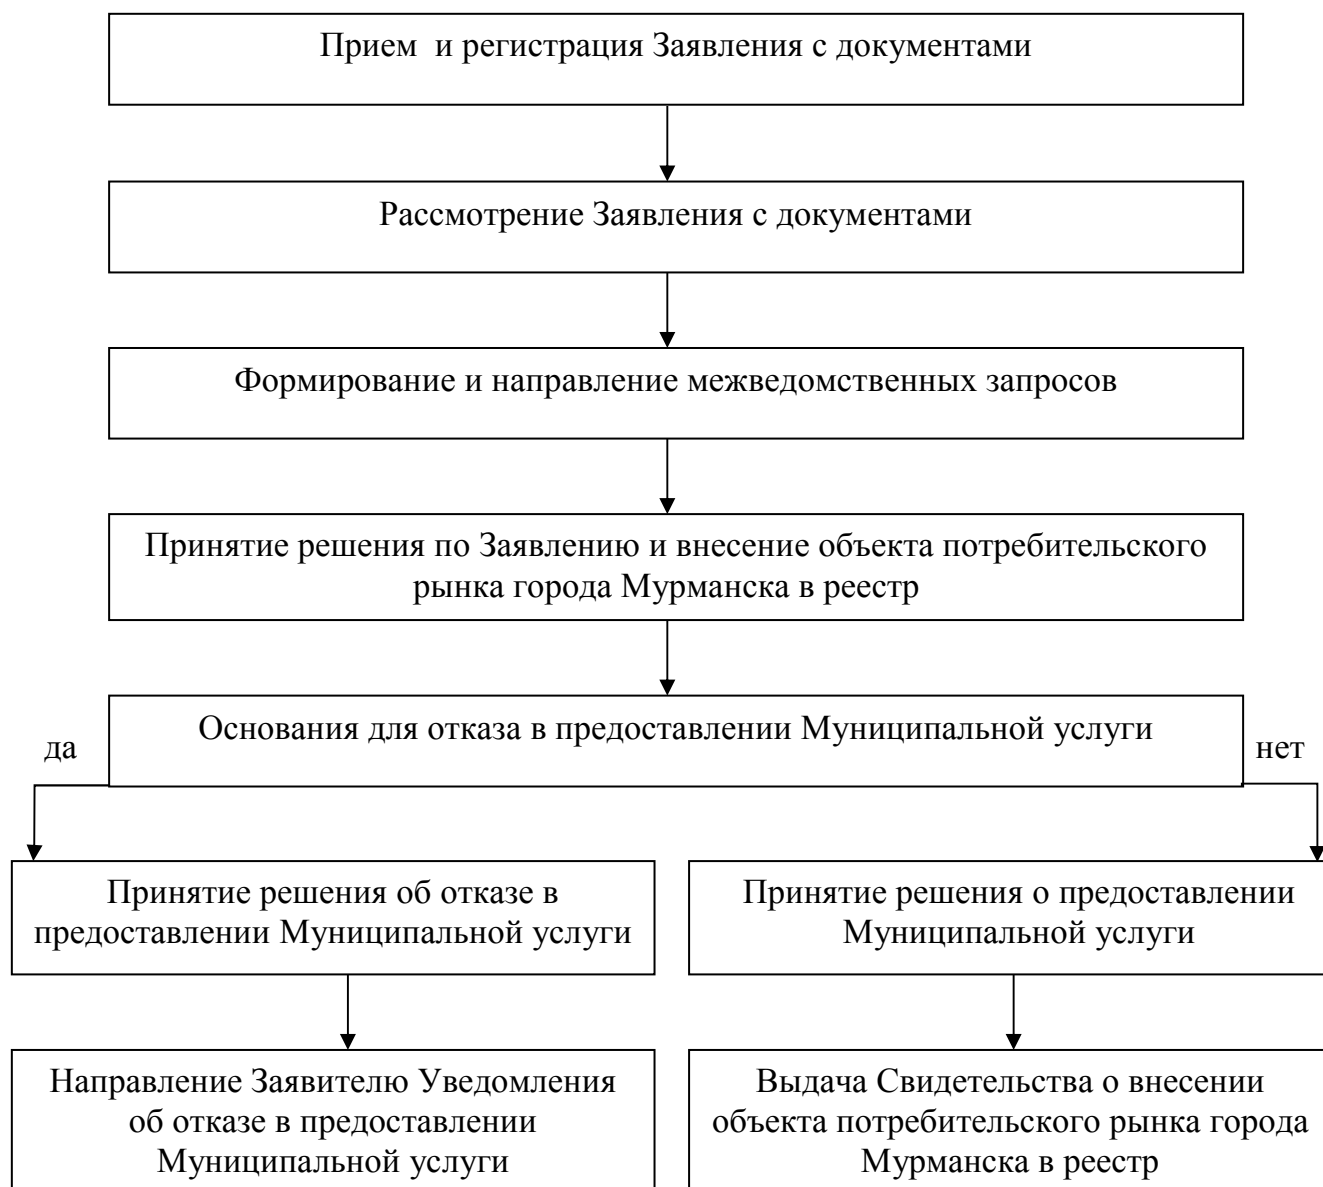 Прием и регистрация Заявления с документами
Рассмотрение Заявления с документами
Формирование и направление межведомственных запросов
Принятие решения по Заявлению и внесение объекта потребительского
рынка города Мурманска в реестр
Основания для отказа в предоставлении Муниципальной услуги
да
нет
Принятие решения об отказе в
предоставлении Муниципальной услуги
Принятие решения о предоставлении
Муниципальной услуги
Направление Заявителю Уведомления
об отказе в предоставлении
Муниципальной услуги
Выдача Свидетельства о внесении
объекта потребительского рынка города
Мурманска в реестр